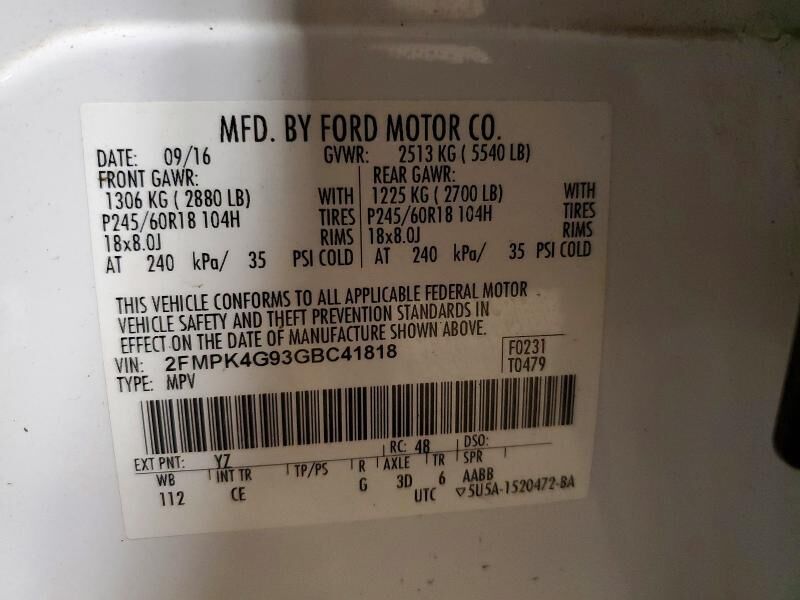 MFD. BY FORD MOTOR CO.
DATE: 09/16 GVWR: 2513 KG ( 5540 LB)
FRONT GAWR: REAR GAWR:
1306 KG ( 2880 LB) WITH 1225 KG ( 2700 LB) WITH
P245/60R18 104H TIRES P245/60R18 104H TIRES
18x8.0J RIMS 18x8.0J RIMS
AT 240 kPa/ 35 PSI COLD AT 240 kPa/ 35 PSI COLD
THIS VEHICLE CONFORMS TO ALL APPLICABLE FEDERAL MOTOR
VEHICLE SAFETY AND THEFT PREVENTION STANDARDS IN
EFFECT ON THE DATE OF MANUFACTURE SHOWN ABOVE.
VIN: 2FMPK4G93GBC41818 F0231
TYPE: MPV T0479
EXT PNT: YZ RC: 48 DSO:
WB INT TR TP/PS R AXLE TR SPR
112 CE G 3D 6 AABB
UTC ▽5U5A-1520472-BA